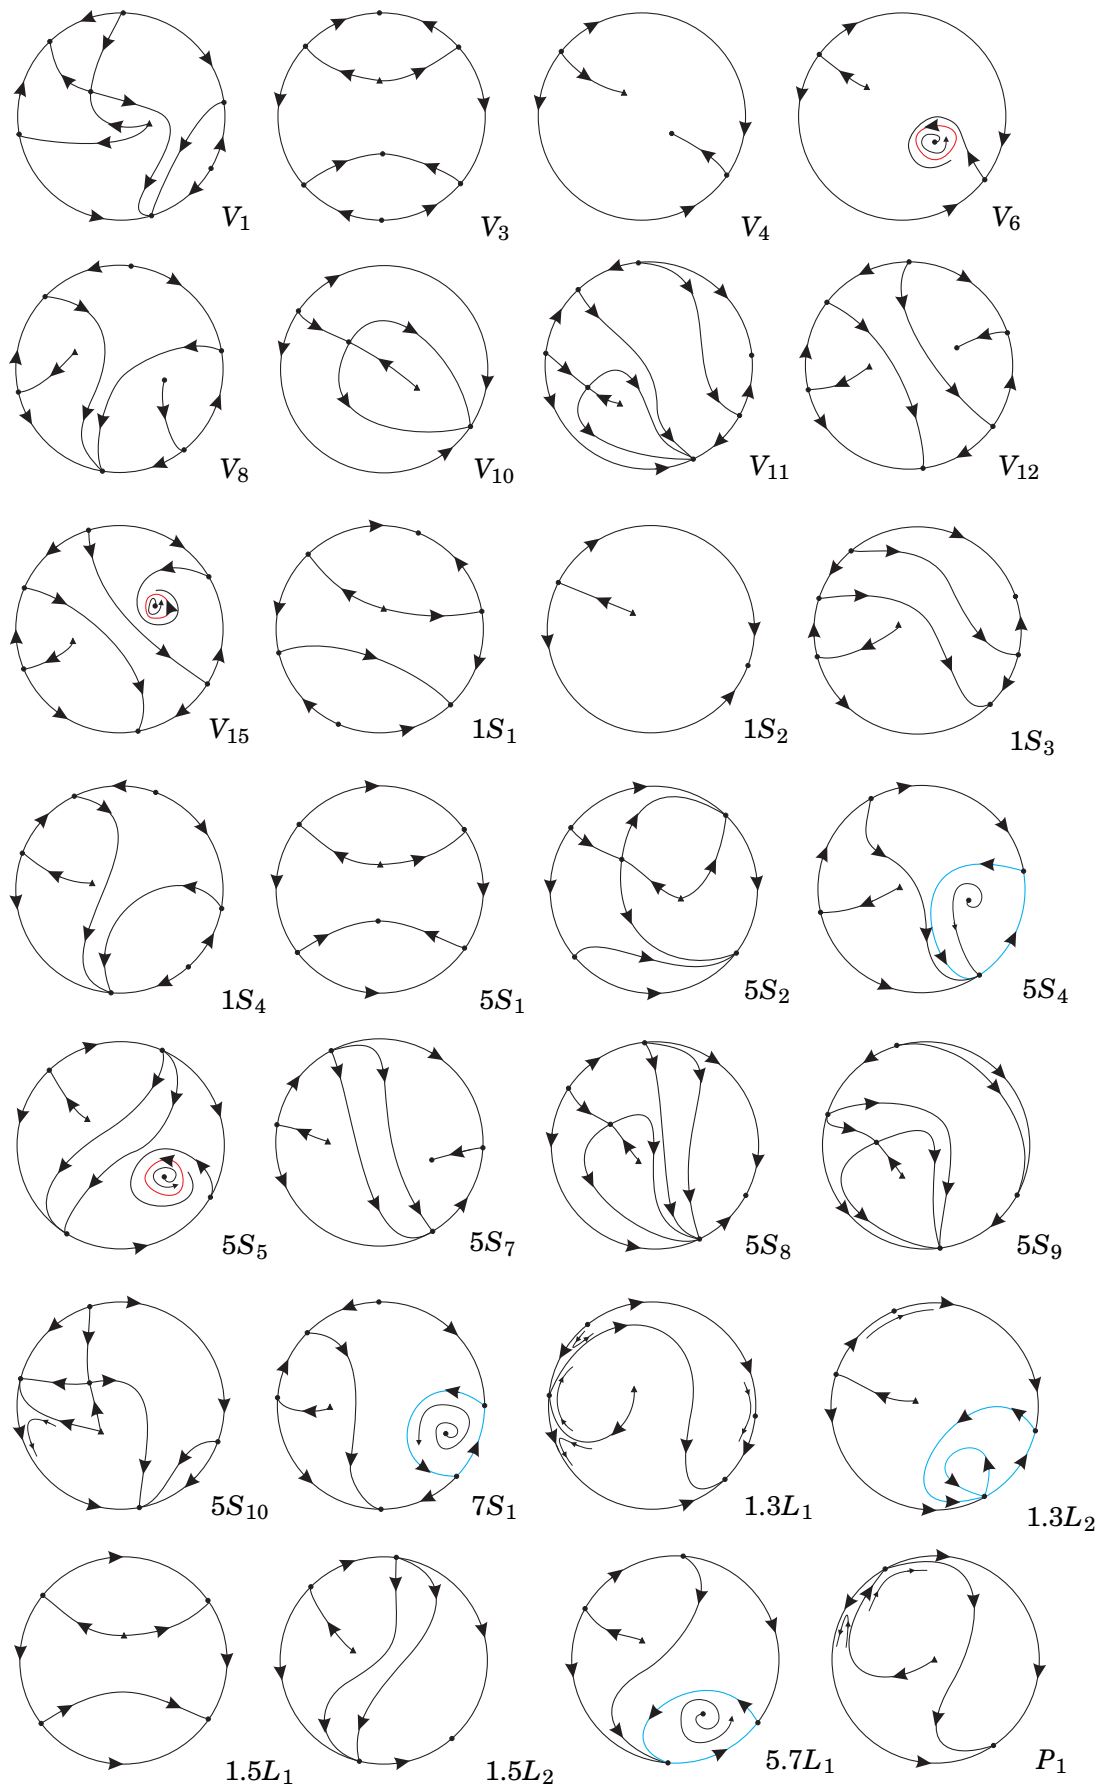 V₁ V₃ V₄ V₆
V₈ V₁₀ V₁₁ V₁₂
V₁₅ 1S₁ 1S₂ 1S₃
1S₄ 5S₁ 5S₂ 5S₄
5S₅ 5S₇ 5S₈ 5S₉
5S₁₀ 7S₁ 1.3L₁ 1.3L₂
1.5L₁ 1.5L₂ 5.7L₁ P₁